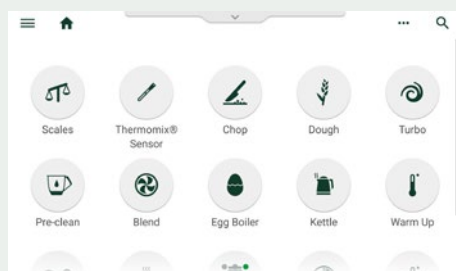 Scales
Thermomix®
Sensor
Chop
Dough
Turbo
Pre-clean
Blend
Egg Boiler
Kettle
Warm Up